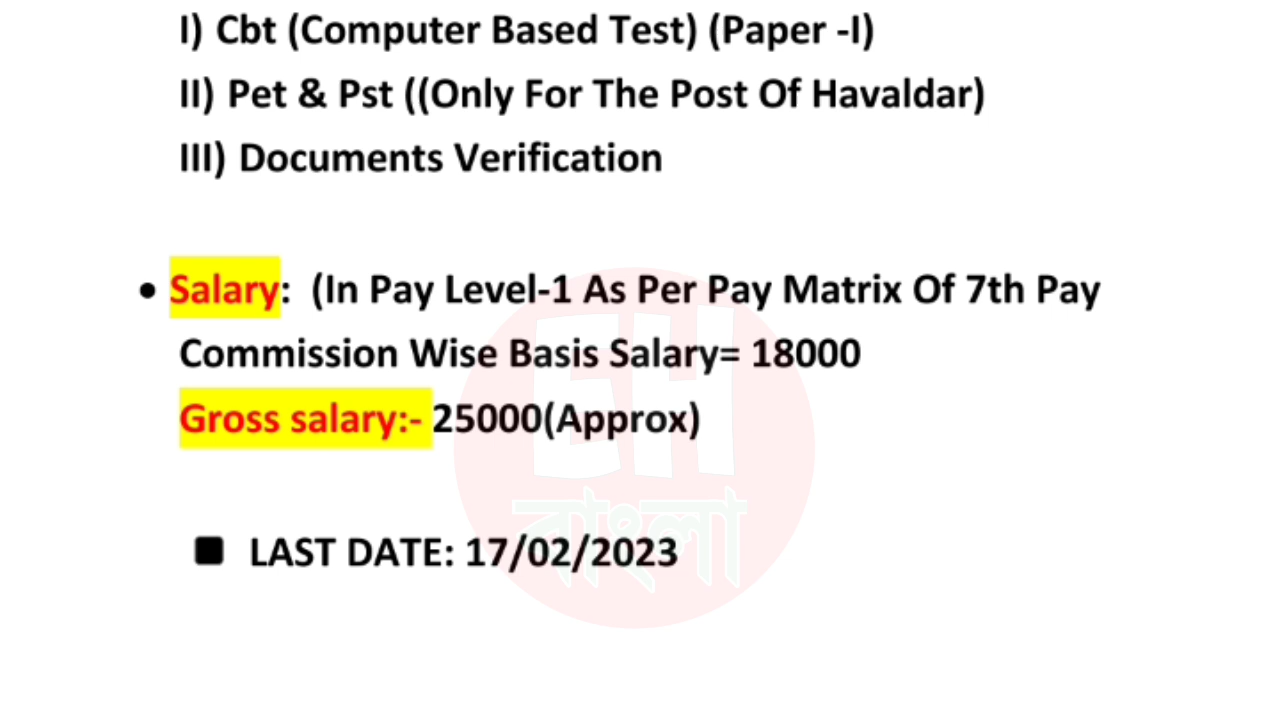 I) Cbt (Computer Based Test) (Paper -I)
II) Pet & Pst ((Only For The Post Of Havaldar)
III) Documents Verification
• Salary: (In Pay Level-1 As Per Pay Matrix Of 7th Pay
Commission Wise Basis Salary= 18000
Gross salary:- 25000(Approx)
EH
বাংলা
■ LAST DATE: 17/02/2023